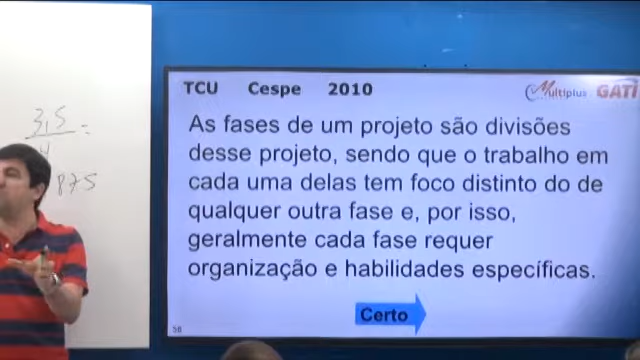 3,5 =
4
875
TCU Cespe 2010
Multiplus GATI
As fases de um projeto são divisões
desse projeto, sendo que o trabalho em
cada uma delas tem foco distinto do de
qualquer outra fase e, por isso,
geralmente cada fase requer
organização e habilidades específicas.
Certo